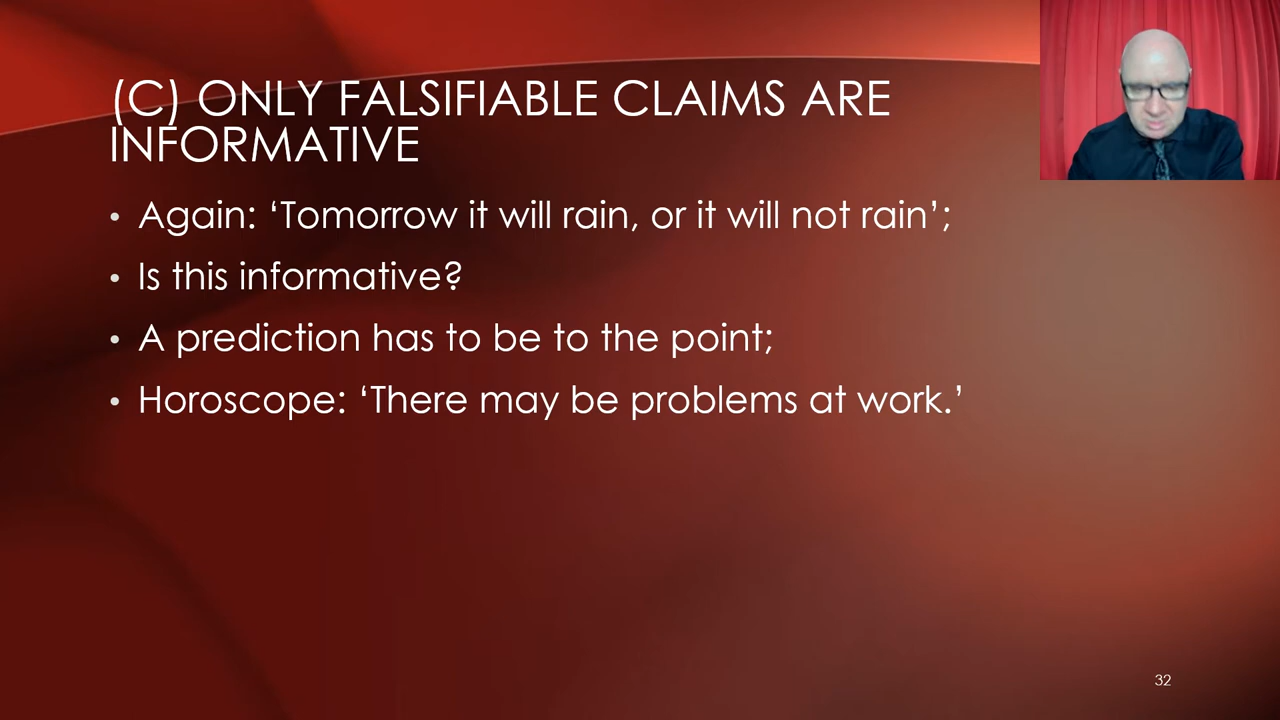 (C) ONLY FALSIFIABLE CLAIMS ARE
INFORMATIVE
• Again: ‘Tomorrow it will rain, or it will not rain’;
• Is this informative?
• A prediction has to be to the point;
• Horoscope: ‘There may be problems at work.’
32